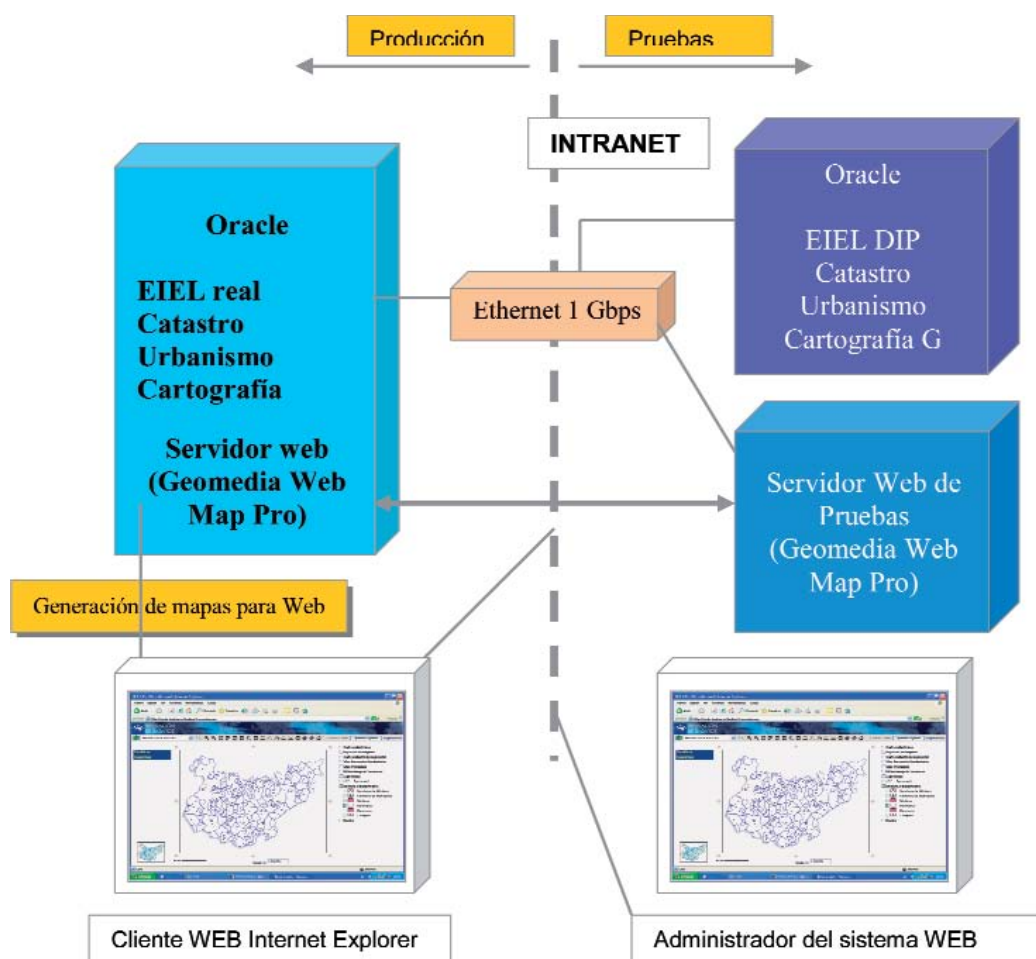 Producción
Pruebas
INTRANET
Oracle
EIEL real
Catastro
Urbanismo
Cartografía
Servidor web
(Geomedia Web
Map Pro)
Ethernet 1 Gbps
Oracle
EIEL DIP
Catastro
Urbanismo
Cartografía G
Servidor Web de
Pruebas
(Geomedia Web
Map Pro)
Generación de mapas para Web
Cliente WEB Internet Explorer
Administrador del sistema WEB